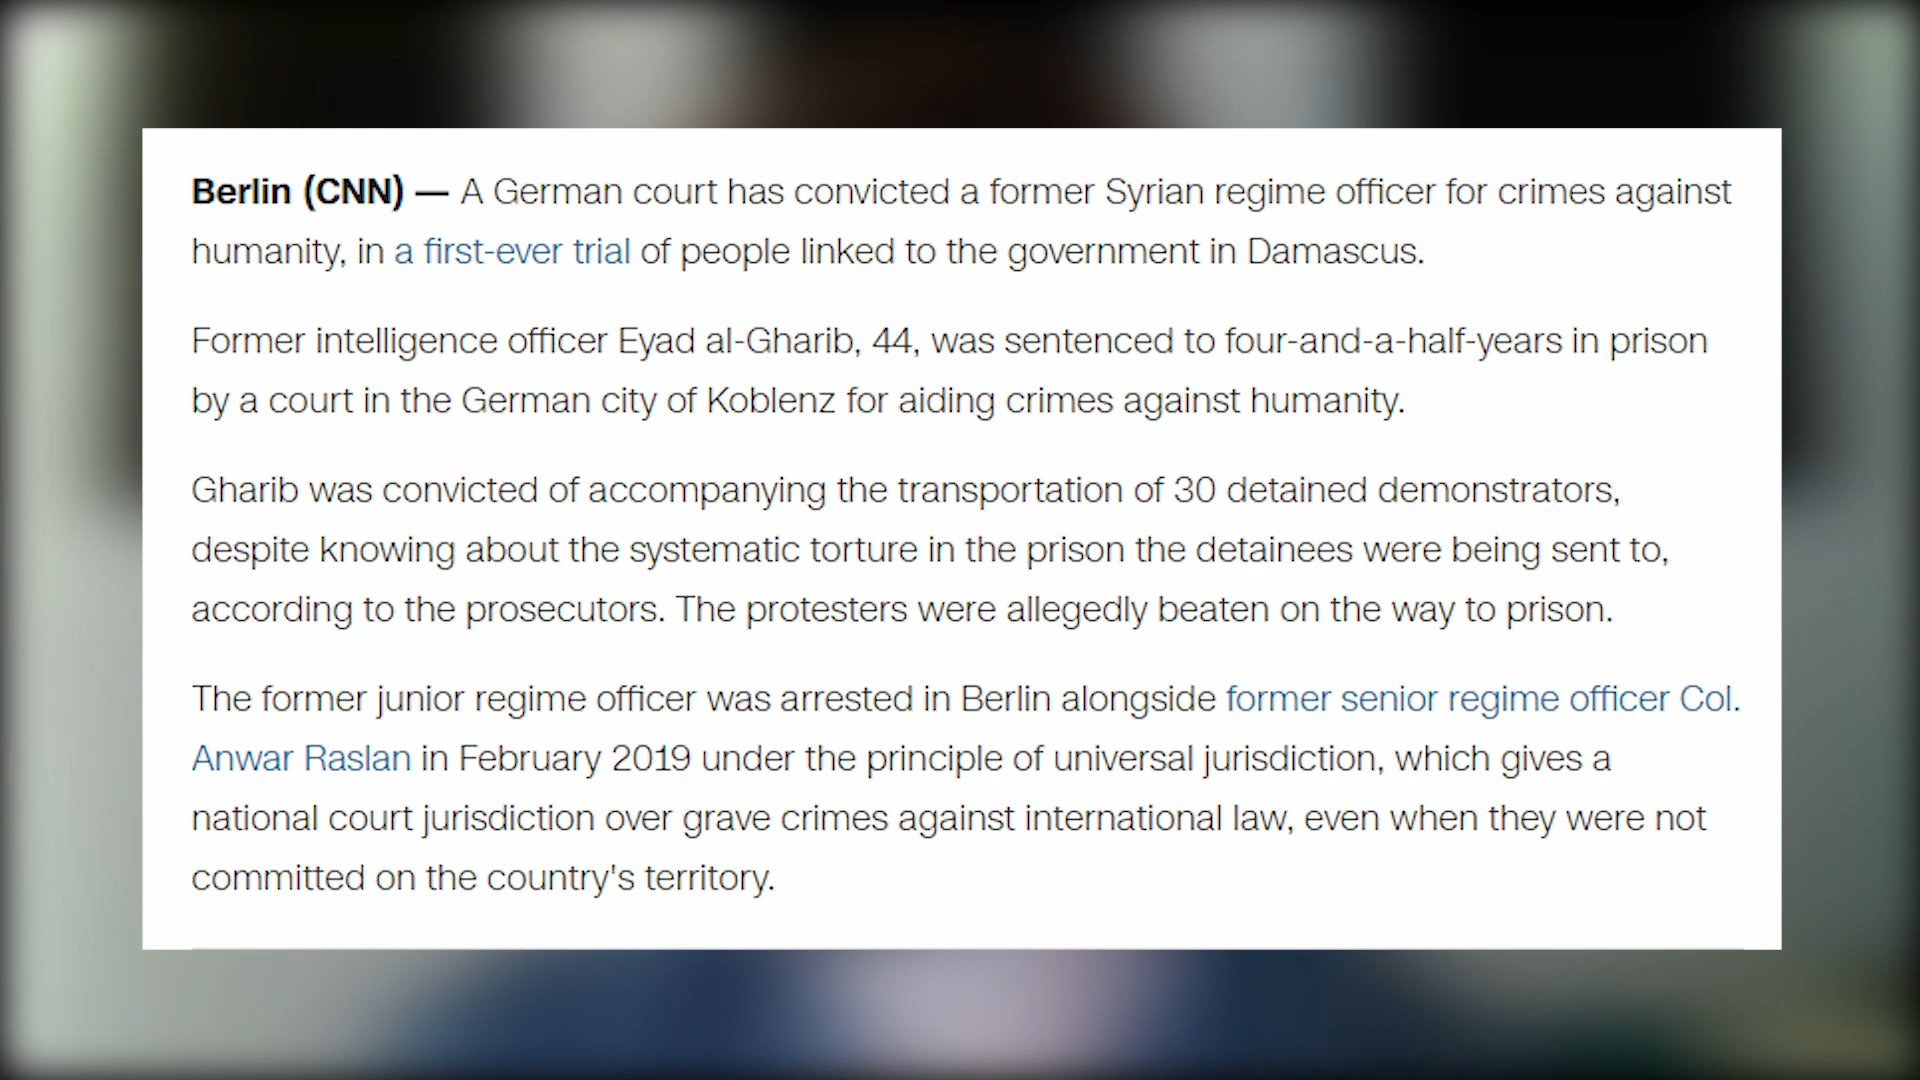 Berlin (CNN) — A German court has convicted a former Syrian regime officer for crimes against
humanity, in a first-ever trial of people linked to the government in Damascus.
Former intelligence officer Eyad al-Gharib, 44, was sentenced to four-and-a-half-years in prison
by a court in the German city of Koblenz for aiding crimes against humanity.
Gharib was convicted of accompanying the transportation of 30 detained demonstrators,
despite knowing about the systematic torture in the prison the detainees were being sent to,
according to the prosecutors. The protesters were allegedly beaten on the way to prison.
The former junior regime officer was arrested in Berlin alongside former senior regime officer Col.
Anwar Raslan in February 2019 under the principle of universal jurisdiction, which gives a
national court jurisdiction over grave crimes against international law, even when they were not
committed on the country's territory.